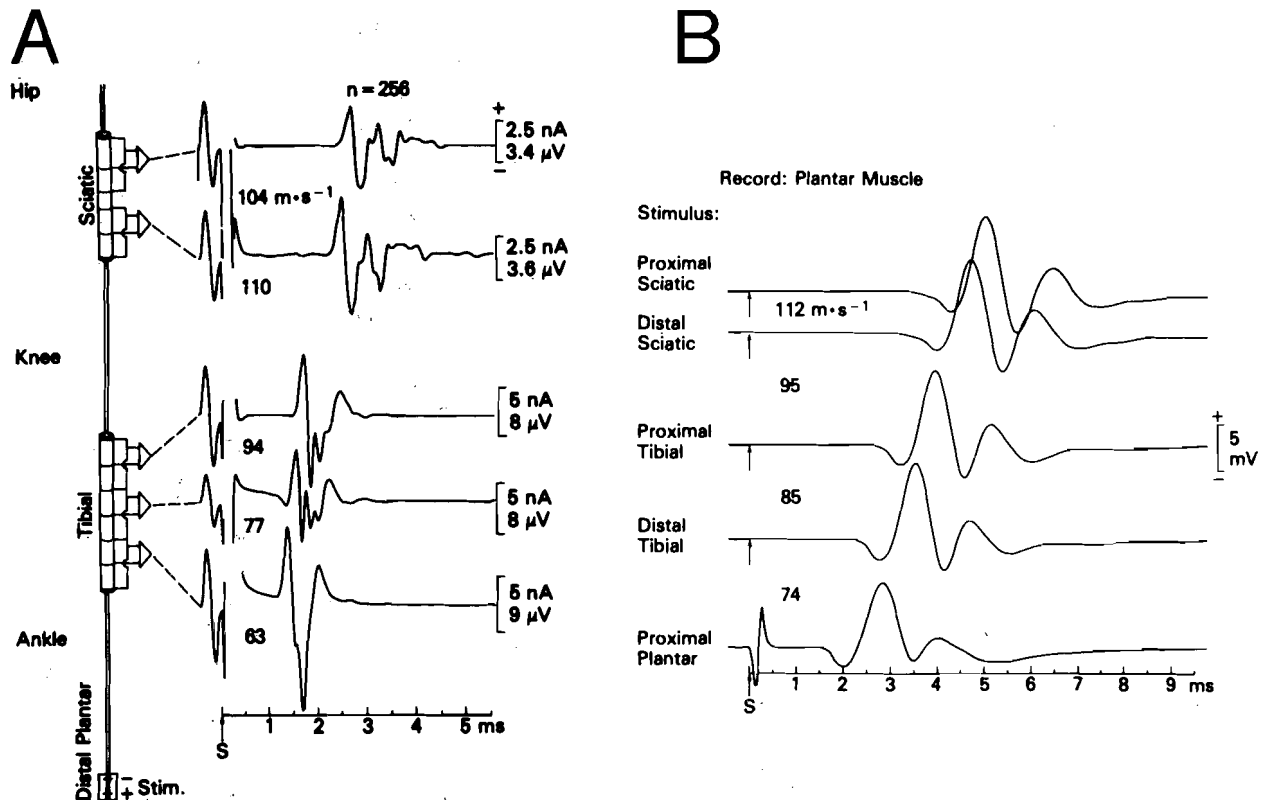 A
Hip
n = 256
+
2.5 nA
3.4 µV
−
Sciatic
104 m•s⁻¹
2.5 nA
3.6 µV
110
Knee
5 nA
8 µV
94
Tibial
5 nA
8 µV
77
5 nA
9 µV
63
Ankle
1 2 3 4 5 ms
S
Distal Plantar
−
+ Stim.
B
Record: Plantar Muscle
Stimulus:
Proximal
Sciatic
112 m•s⁻¹
Distal
Sciatic
95
Proximal
Tibial
+
5
mV
−
85
Distal
Tibial
74
Proximal
Plantar
1 2 3 4 5 6 7 8 9 ms
S